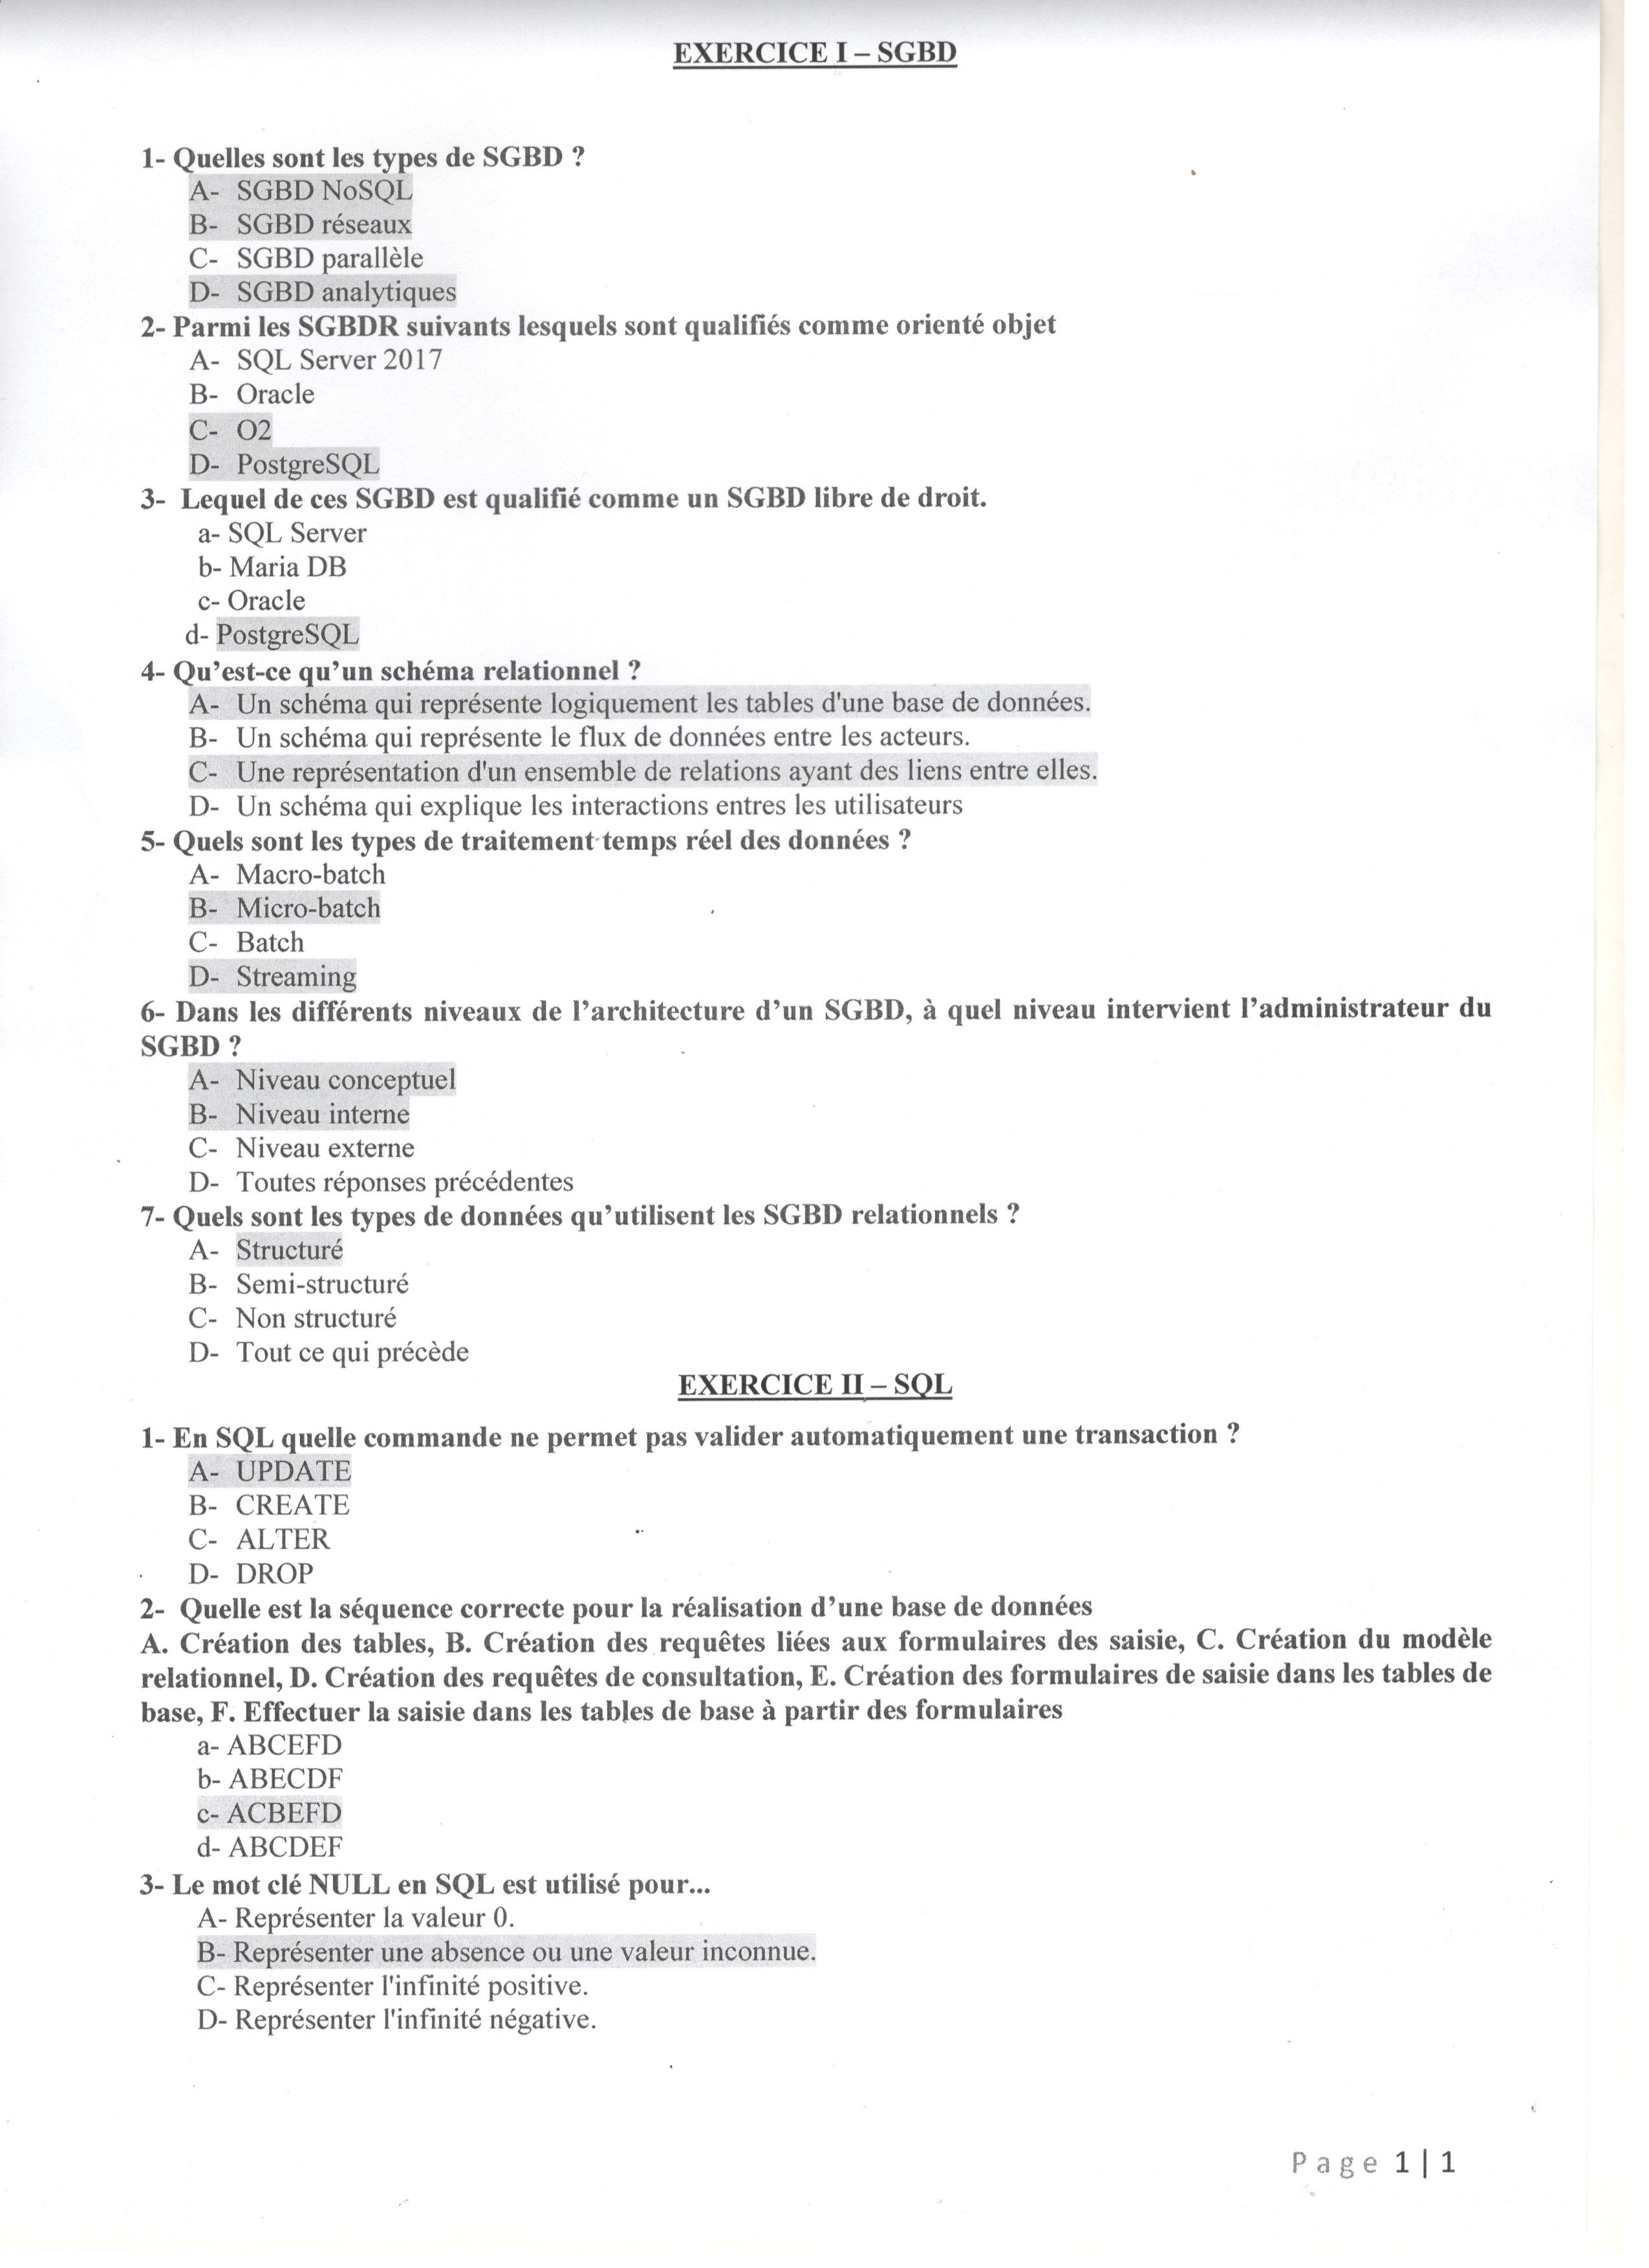 EXERCICE I – SGBD
1- Quelles sont les types de SGBD ?
A- SGBD NoSQL
B- SGBD réseaux
C- SGBD parallèle
D- SGBD analytiques
2- Parmi les SGBDR suivants lesquels sont qualifiés comme orienté objet
A- SQL Server 2017
B- Oracle
C- O2
D- PostgreSQL
3- Lequel de ces SGBD est qualifié comme un SGBD libre de droit.
a- SQL Server
b- Maria DB
c- Oracle
d- PostgreSQL
4- Qu’est-ce qu’un schéma relationnel ?
A- Un schéma qui représente logiquement les tables d'une base de données.
B- Un schéma qui représente le flux de données entre les acteurs.
C- Une représentation d'un ensemble de relations ayant des liens entre elles.
D- Un schéma qui explique les interactions entres les utilisateurs
5- Quels sont les types de traitement temps réel des données ?
A- Macro-batch
B- Micro-batch
C- Batch
D- Streaming
6- Dans les différents niveaux de l’architecture d’un SGBD, à quel niveau intervient l’administrateur du
SGBD ?
A- Niveau conceptuel
B- Niveau interne
C- Niveau externe
D- Toutes réponses précédentes
7- Quels sont les types de données qu’utilisent les SGBD relationnels ?
A- Structuré
B- Semi-structuré
C- Non structuré
D- Tout ce qui précède
EXERCICE II – SQL
1- En SQL quelle commande ne permet pas valider automatiquement une transaction ?
A- UPDATE
B- CREATE
C- ALTER
D- DROP
2- Quelle est la séquence correcte pour la réalisation d’une base de données
A. Création des tables, B. Création des requêtes liées aux formulaires des saisie, C. Création du modèle
relationnel, D. Création des requêtes de consultation, E. Création des formulaires de saisie dans les tables de
base, F. Effectuer la saisie dans les tables de base à partir des formulaires
a- ABCEFD
b- ABECDF
c- ACBEFD
d- ABCDEF
3- Le mot clé NULL en SQL est utilisé pour...
A- Représenter la valeur 0.
B- Représenter une absence ou une valeur inconnue.
C- Représenter l'infinité positive.
D- Représenter l'infinité négative.
Page 1 | 1